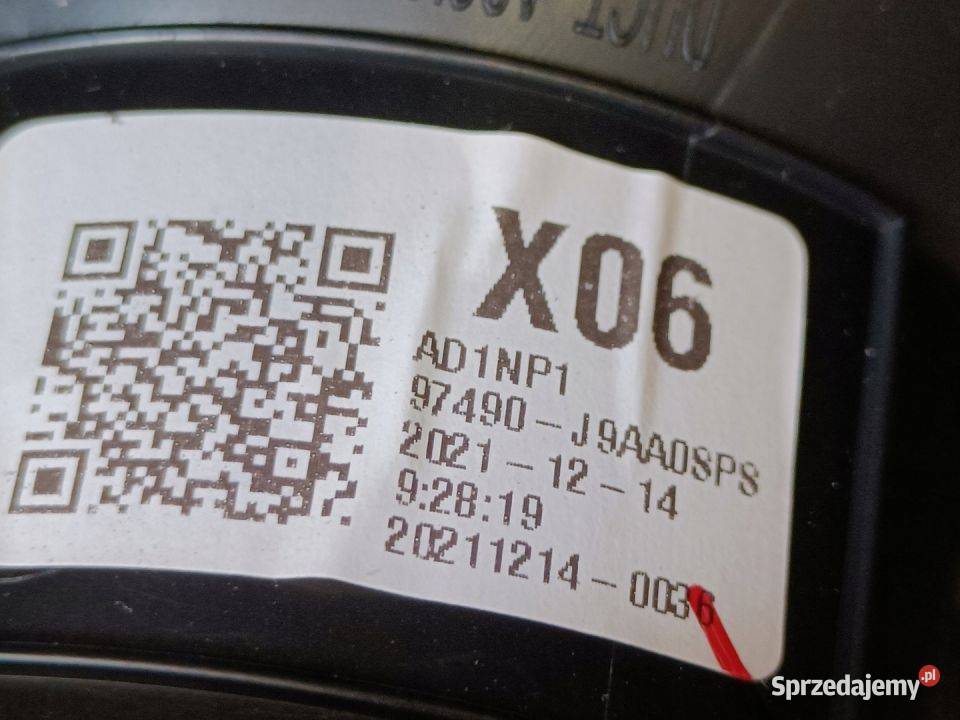 X06
AD1NP1
97490-J9AA0SPS
2021-12-14
9:28:19
20211214-0036
Sprzedajemy.pl